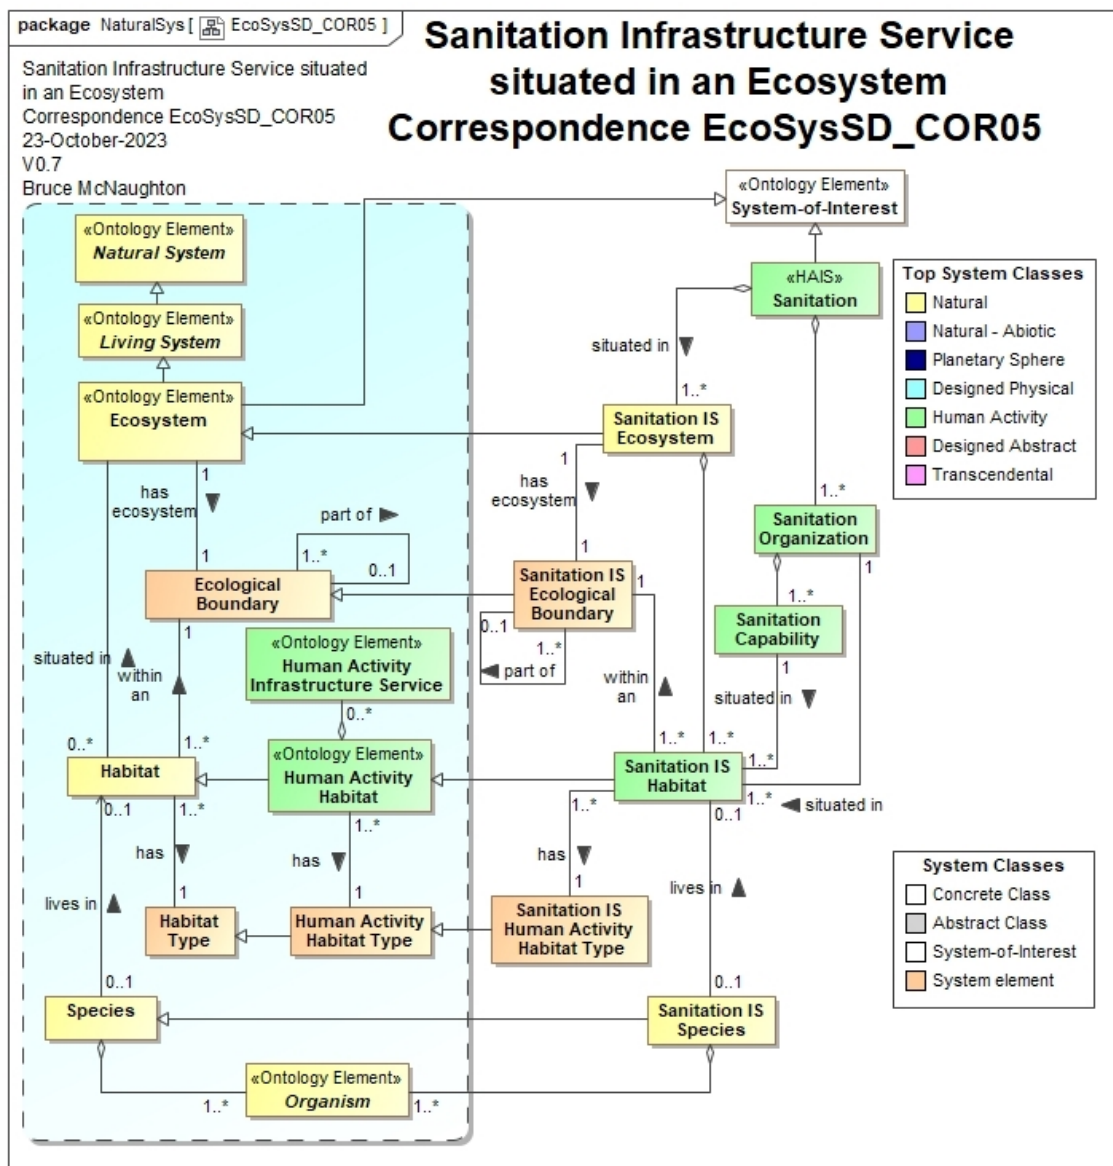 package NaturalSys [ EcoSysSD_COR05 ]
Sanitation Infrastructure Service
situated in an Ecosystem
Correspondence EcoSysSD_COR05
Sanitation Infrastructure Service situated
in an Ecosystem
Correspondence EcoSysSD_COR05
23-October-2023
V0.7
Bruce McNaughton
«Ontology Element»
System-of-Interest
«Ontology Element»
Natural System
«HAIS»
Sanitation
Top System Classes
Natural
Natural - Abiotic
Planetary Sphere
Designed Physical
Human Activity
Designed Abstract
Transcendental
«Ontology Element»
Living System
situated in
1..*
«Ontology Element»
Ecosystem
Sanitation IS
Ecosystem
1
has
ecosystem
1
1
has
ecosystem
1
1..*
Sanitation
Organization
1
part of
1..*
0..1
Ecological
Boundary
1
Sanitation IS
Ecological
Boundary
1
0..1
1..*
part of
1..*
Sanitation
Capability
1
«Ontology Element»
Human Activity
Infrastructure Service
0..*
situated in
within
an
within
an
situated in
0..*
1..*
Habitat
0..1
1..*
«Ontology Element»
Human Activity
Habitat
1..*
1..*
1..*
1..*
Sanitation IS
Habitat
1..*
situated in
1..*
0..1
has
1
has
1
has
1
lives in
lives in
Habitat
Type
Human Activity
Habitat Type
Sanitation IS
Human Activity
Habitat Type
System Classes
Concrete Class
Abstract Class
System-of-Interest
System element
0..1
Species
0..1
Sanitation IS
Species
«Ontology Element»
Organism
1..*
1..*